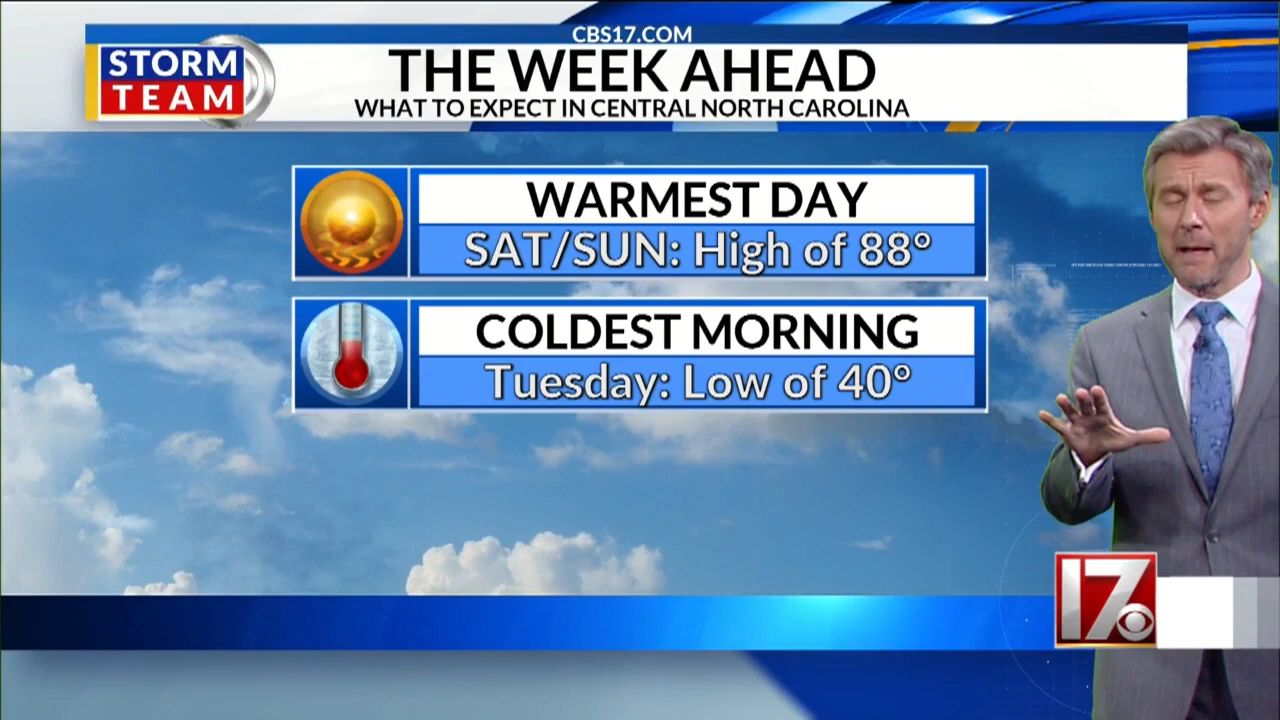 CBS17.COM
STORM
TEAM
THE WEEK AHEAD
WHAT TO EXPECT IN CENTRAL NORTH CAROLINA
WARMEST DAY
SAT/SUN: High of 88°
COLDEST MORNING
Tuesday: Low of 40°
17